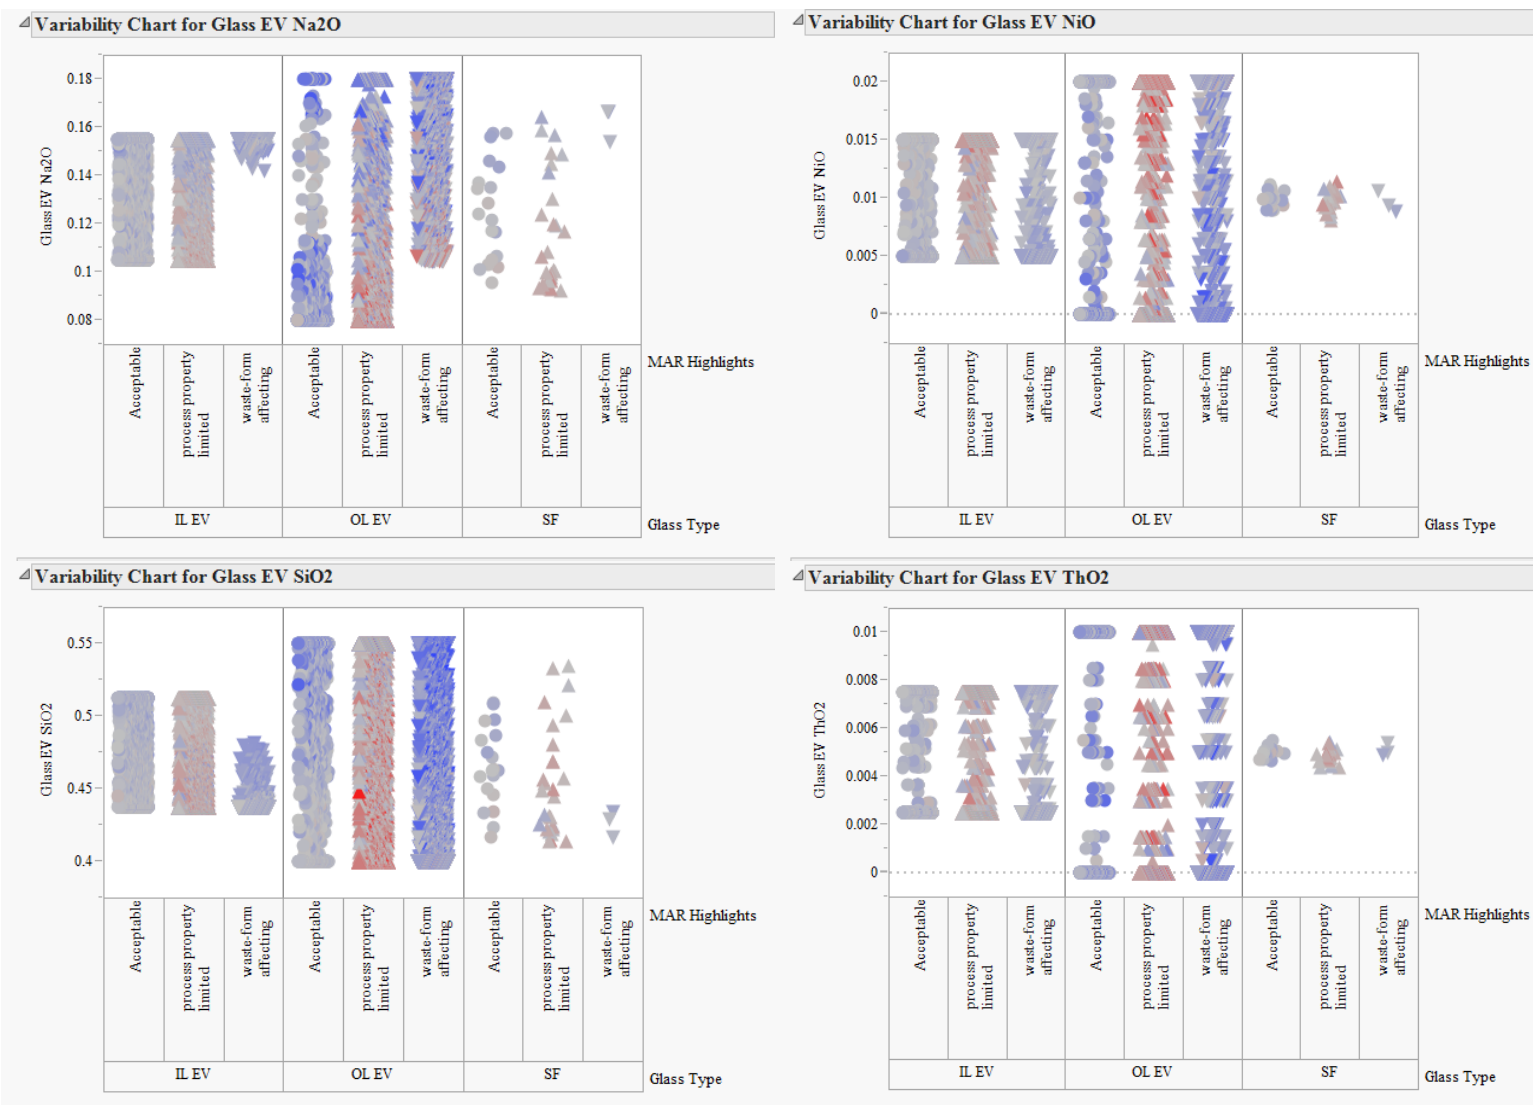 Variability Chart for Glass EV Na2O
Glass EV Na2O
0.18
0.16
0.14
0.12
0.1
0.08
Acceptable
process property
limited
waste-form
affecting
Acceptable
process property
limited
waste-form
affecting
Acceptable
process property
limited
waste-form
affecting
MAR Highlights
IL EV
OL EV
SF
Glass Type
Variability Chart for Glass EV NiO
Glass EV NiO
0.02
0.015
0.01
0.005
0
Acceptable
process property
limited
waste-form
affecting
Acceptable
process property
limited
waste-form
affecting
Acceptable
process property
limited
waste-form
affecting
MAR Highlights
IL EV
OL EV
SF
Glass Type
Variability Chart for Glass EV SiO2
Glass EV SiO2
0.55
0.5
0.45
0.4
Acceptable
process property
limited
waste-form
affecting
Acceptable
process property
limited
waste-form
affecting
Acceptable
process property
limited
waste-form
affecting
MAR Highlights
IL EV
OL EV
SF
Glass Type
Variability Chart for Glass EV ThO2
Glass EV ThO2
0.01
0.008
0.006
0.004
0.002
0
Acceptable
process property
limited
waste-form
affecting
Acceptable
process property
limited
waste-form
affecting
Acceptable
process property
limited
waste-form
affecting
MAR Highlights
IL EV
OL EV
SF
Glass Type